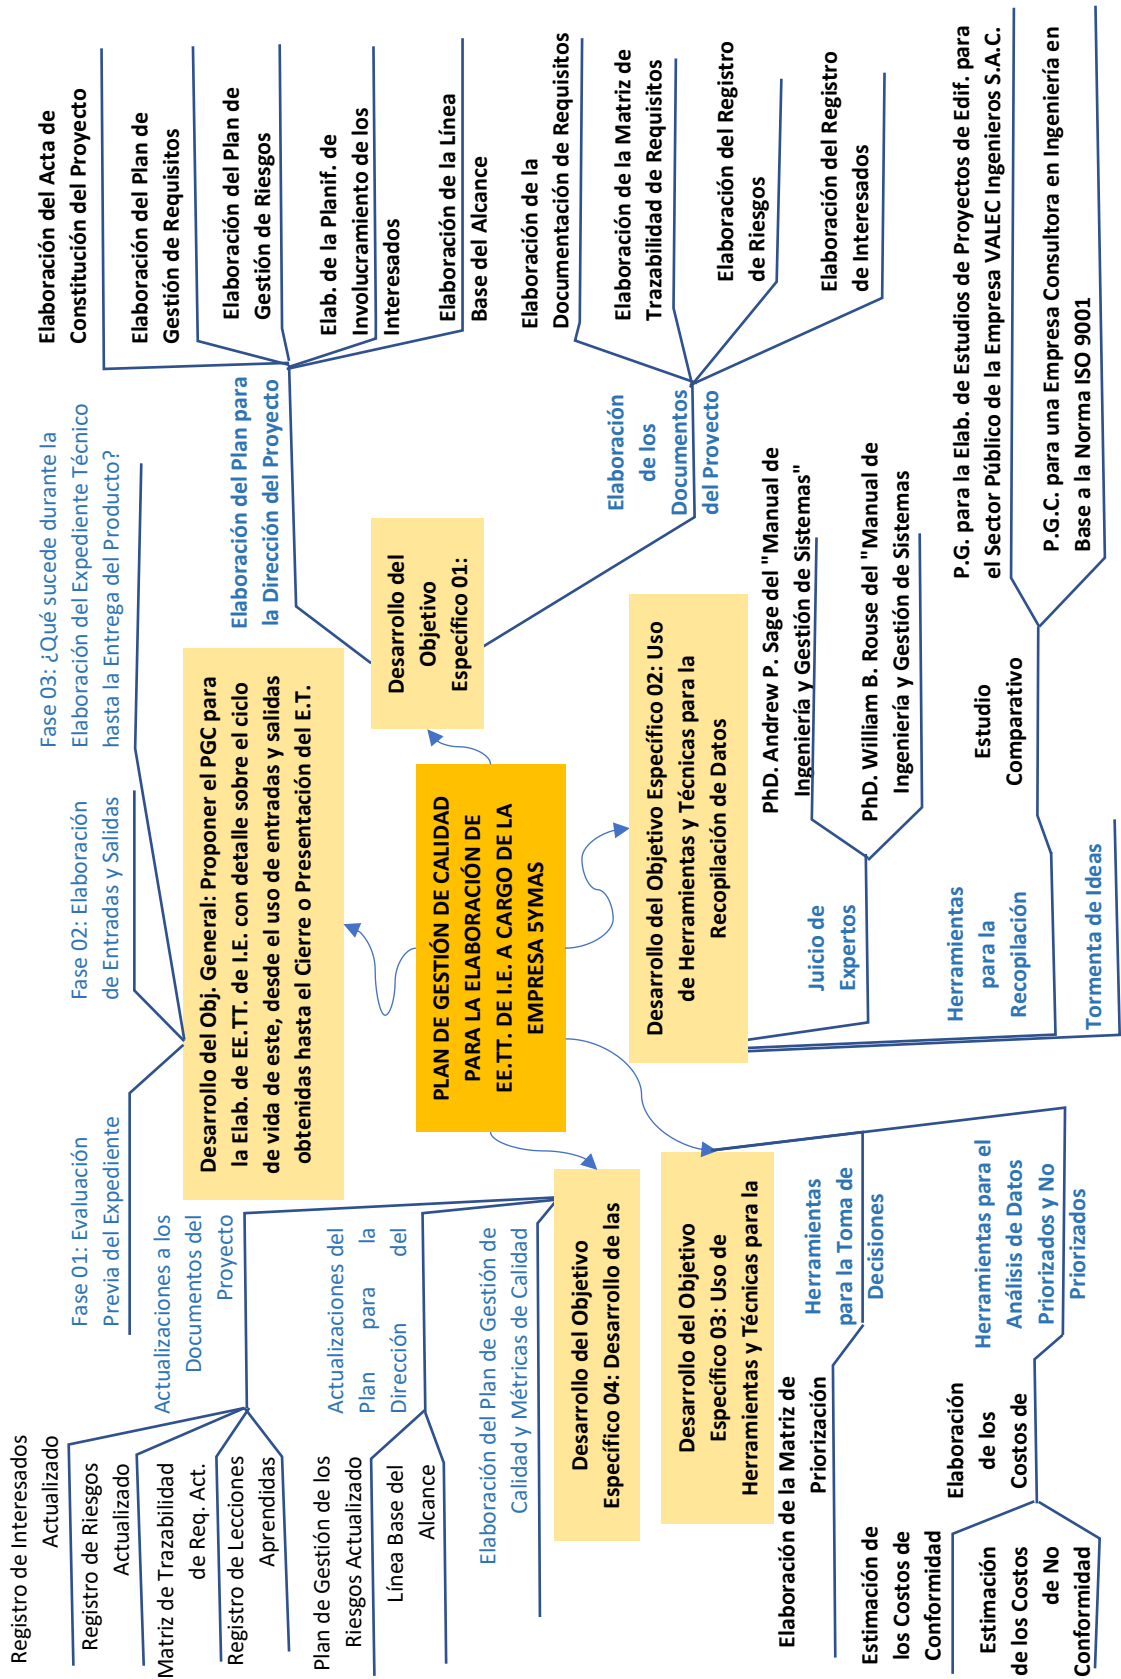 Registro de Interesados
Actualizado
Registro de Riesgos
Actualizado
Matriz de Trazabilidad
de Req. Act.
Registro de Lecciones
Aprendidas
Plan de Gestión de los
Riesgos Actualizado
Línea Base del
Alcance
Actualizaciones a los
Documentos del
Proyecto
Actualizaciones del
Plan para la
Dirección del
Elaboración del Plan de Gestión de
Calidad y Métricas de Calidad
Desarrollo del Objetivo
Específico 04: Desarrollo de las
Fase 01: Evaluación
Previa del Expediente
Fase 02: Elaboración
de Entradas y Salidas
Fase 03: ¿Qué sucede durante la
Elaboración del Expediente Técnico
hasta la Entrega del Producto?
Desarrollo del Obj. General: Proponer el PGC para
la Elab. de EE.TT. de I.E. con detalle sobre el ciclo
de vida de este, desde el uso de entradas y salidas
obtenidas hasta el Cierre o Presentación del E.T.
PLAN DE GESTIÓN DE CALIDAD
PARA LA ELABORACIÓN DE
EE.TT. DE I.E. A CARGO DE LA
EMPRESA 5YMAS
Desarrollo del
Objetivo
Específico 01:
Elaboración del Plan para
la Dirección del Proyecto
Elaboración del Acta de
Constitución del Proyecto
Elaboración del Plan de
Gestión de Requisitos
Elaboración del Plan de
Gestión de Riesgos
Elab. de la Planif. de
Involucramiento de los
Interesados
Elaboración de la Línea
Base del Alcance
Elaboración
de los
Documentos
del Proyecto
Elaboración de la
Documentación de Requisitos
Elaboración de la Matriz de
Trazabilidad de Requisitos
Elaboración del Registro
de Riesgos
Elaboración del Registro
de Interesados
Desarrollo del Objetivo Específico 02: Uso
de Herramientas y Técnicas para la
Recopilación de Datos
Juicio de
Expertos
PhD. Andrew P. Sage del "Manual de
Ingeniería y Gestión de Sistemas"
PhD. William B. Rouse del "Manual de
Ingeniería y Gestión de Sistemas
Herramientas
para la
Recopilación
Estudio
Comparativo
P.G. para la Elab. de Estudios de Proyectos de Edif. para
el Sector Público de la Empresa VALEC Ingenieros S.A.C.
P.G.C. para una Empresa Consultora en Ingeniería en
Base a la Norma ISO 9001
Tormenta de Ideas
Desarrollo del Objetivo
Específico 03: Uso de
Herramientas y Técnicas para la
Herramientas
para la Toma de
Decisiones
Elaboración de la Matriz de
Priorización
Herramientas para el
Análisis de Datos
Priorizados y No
Priorizados
Elaboración
de los
Costos de
Estimación de
los Costos de
Conformidad
Estimación
de los Costos
de No
Conformidad